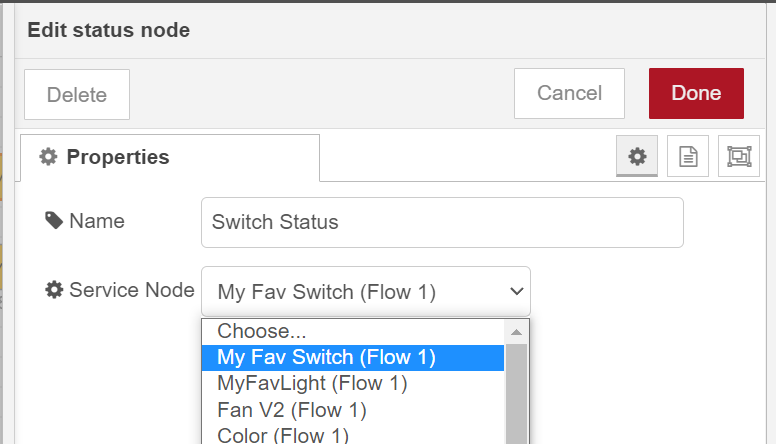 Edit status node
Delete
Cancel
Done
Properties
Name
Switch Status
Service Node
My Fav Switch (Flow 1)
Choose...
My Fav Switch (Flow 1)
MyFavLight (Flow 1)
Fan V2 (Flow 1)
Color (Flow 1)